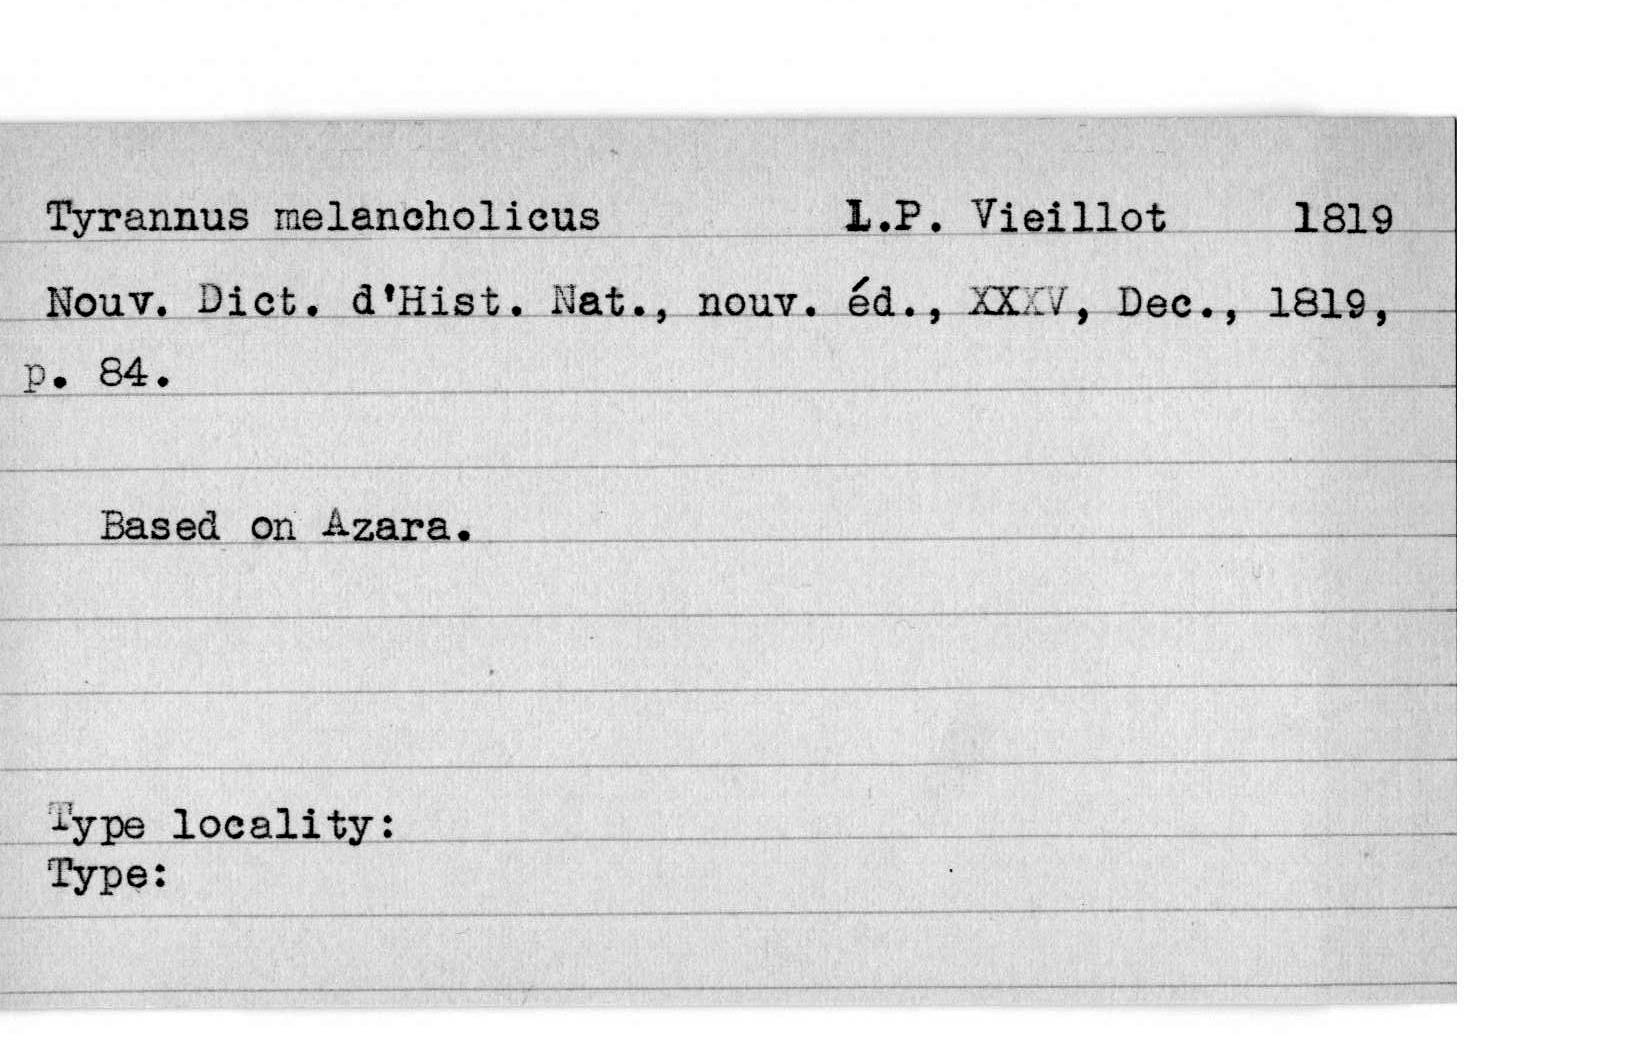 Tyrannus melancholicus L.P. Vieillot 1819
Nouv. Dict. d'Hist. Nat., nouv. éd., XXXV, Dec., 1819,
p. 84.
Based on Azara.
Type locality:
Type: